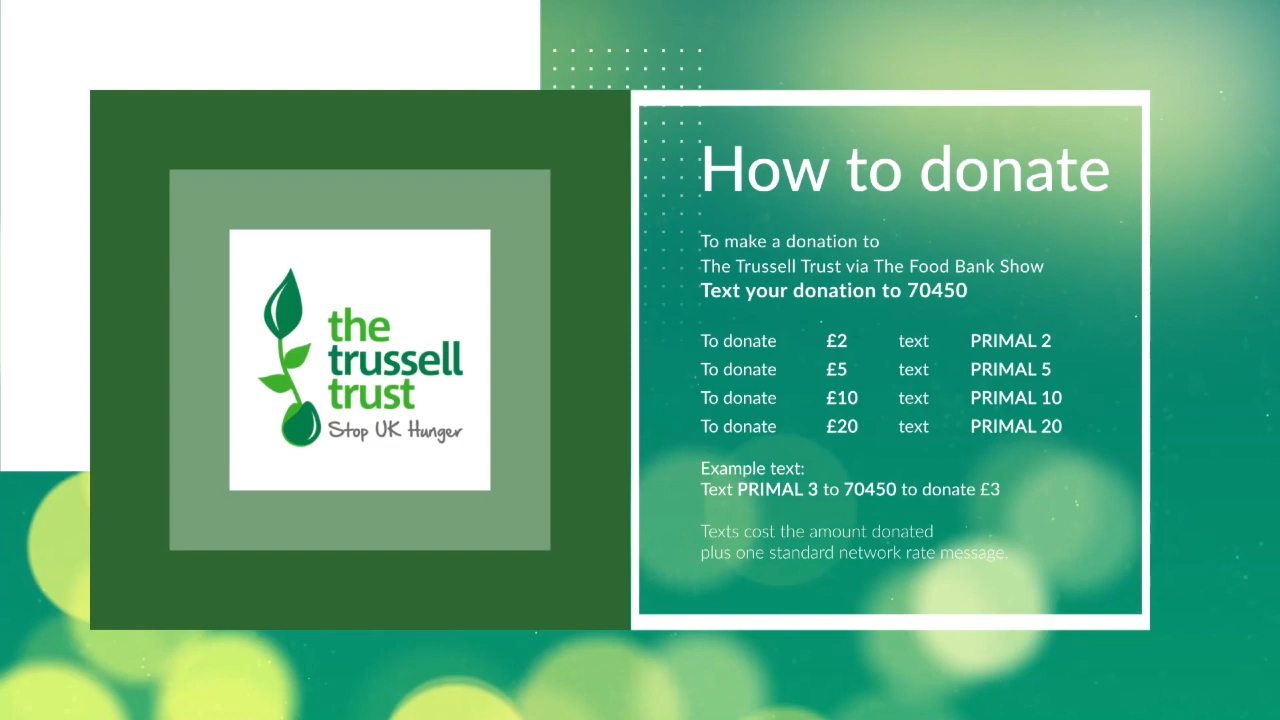 the
trussell
trust
Stop UK Hunger
How to donate
To make a donation to
The Trussell Trust via The Food Bank Show
Text your donation to 70450
To donate £2 text PRIMAL 2
To donate £5 text PRIMAL 5
To donate £10 text PRIMAL 10
To donate £20 text PRIMAL 20
Example text:
Text PRIMAL 3 to 70450 to donate £3
Texts cost the amount donated
plus one standard network rate message.